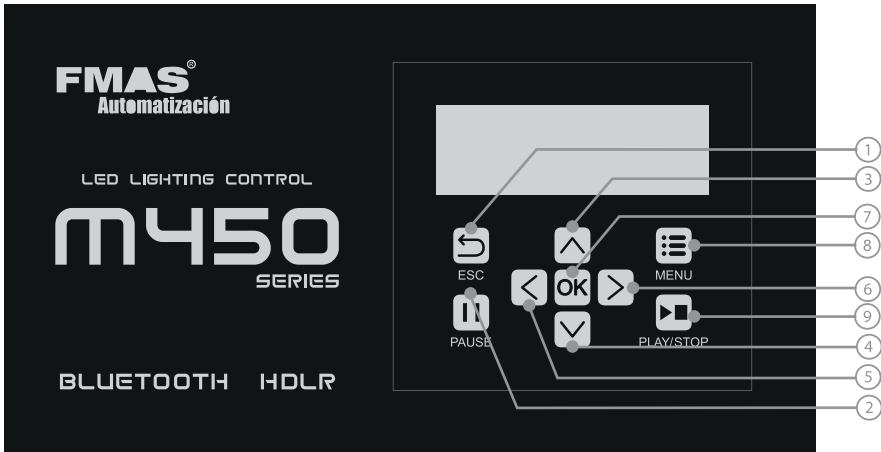 FMAS®
Automatización
LED LIGHTING CONTROL
M450
SERIES
BLUETOOTH HDLR
ESC
PAUSE
OK
MENU
PLAY/STOP
1
3
7
8
6
9
4
5
2